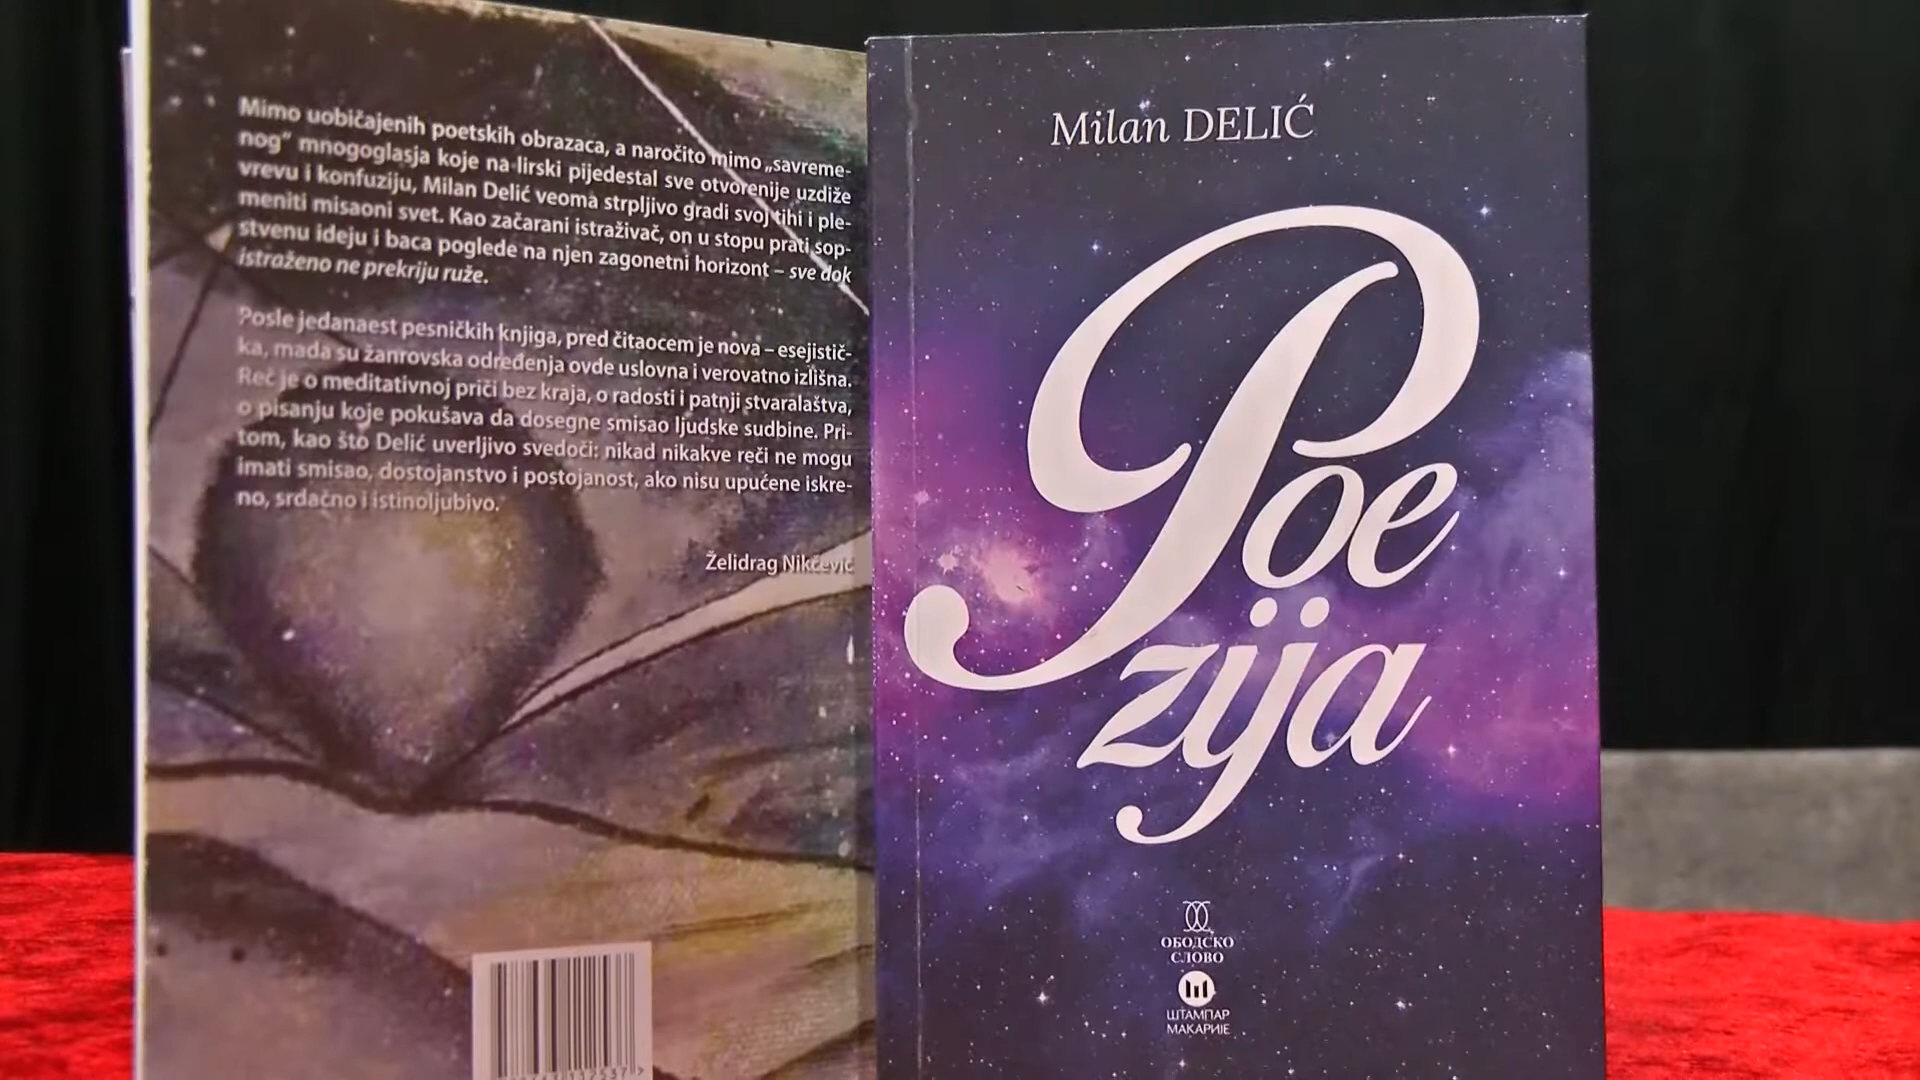 Mimo uobičajenih poetskih obrazaca, a naročito mimo „savreme-
nog“ mnogoglasja koje na lirski pijedestal sve otvorenije uzdiže
vrevu i konfuziju, Milan Delić veoma strpljivo gradi svoj tihi i ple-
meniti misaoni svet. Kao začarani istraživač, on u stopu prati sop-
stvenu ideju i baca poglede na njen zagonetni horizont – sve dok
istraženo ne prekriju ruže.
Posle jedanaest pesničkih knjiga, pred čitaocem je nova – esejistič-
ka, mada su žanrovska određenja ovde uslovna i verovatno izlišna.
Reč je o meditativnoj priči bez kraja, o radosti i patnji stvaralaštva,
o pisanju koje pokušava da dosegne smisao ljudske sudbine. Pri-
tom, kao što Delić uverljivo svedoči: nikad nikakve reči ne mogu
imati smisao, dostojanstvo i postojanost, ako nisu upućene iskre-
no, srdačno i istinoljubivo.
Želidrag Nikčević
Milan DELIĆ
Poe
zija
ОБОДСКО
СЛОВО
ШТАМПАР
МАКАРИЈЕ